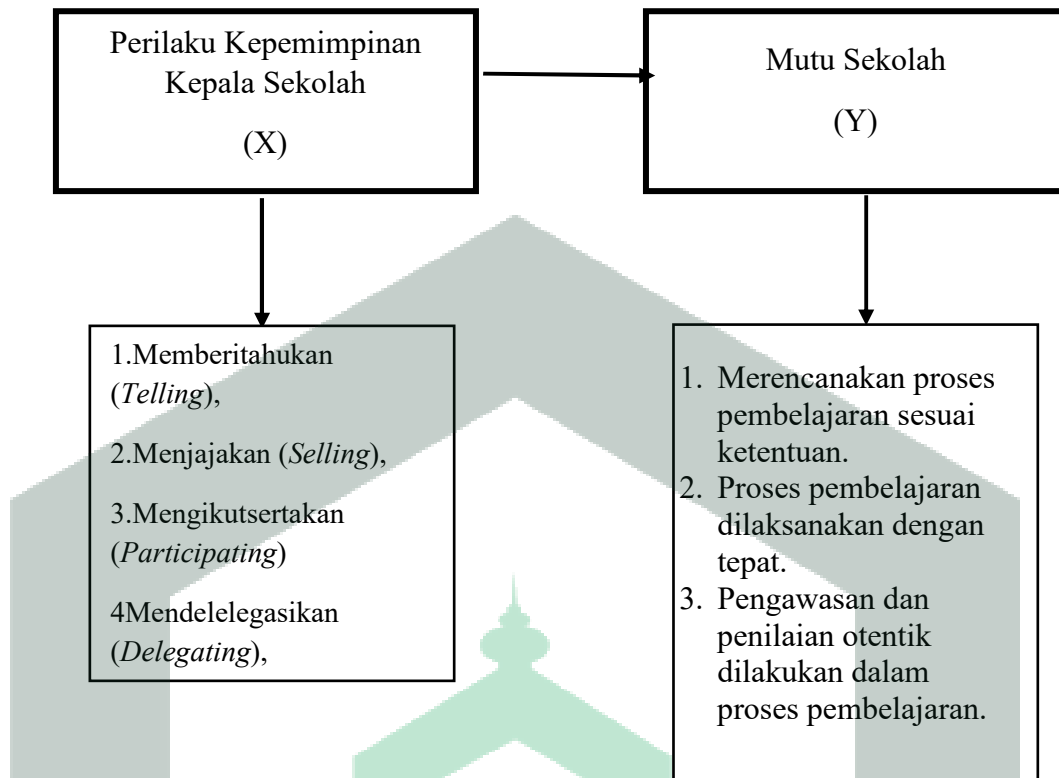 Perilaku Kepemimpinan
Kepala Sekolah
(X)
Mutu Sekolah
(Y)
1.Memberitahukan
(Telling),
2.Menjajakan (Selling),
3.Mengikutsertakan
(Participating)
4Mendelelegasikan
(Delegating),
1. Merencanakan proses
pembelajaran sesuai
ketentuan.
2. Proses pembelajaran
dilaksanakan dengan
tepat.
3. Pengawasan dan
penilaian otentik
dilakukan dalam
proses pembelajaran.